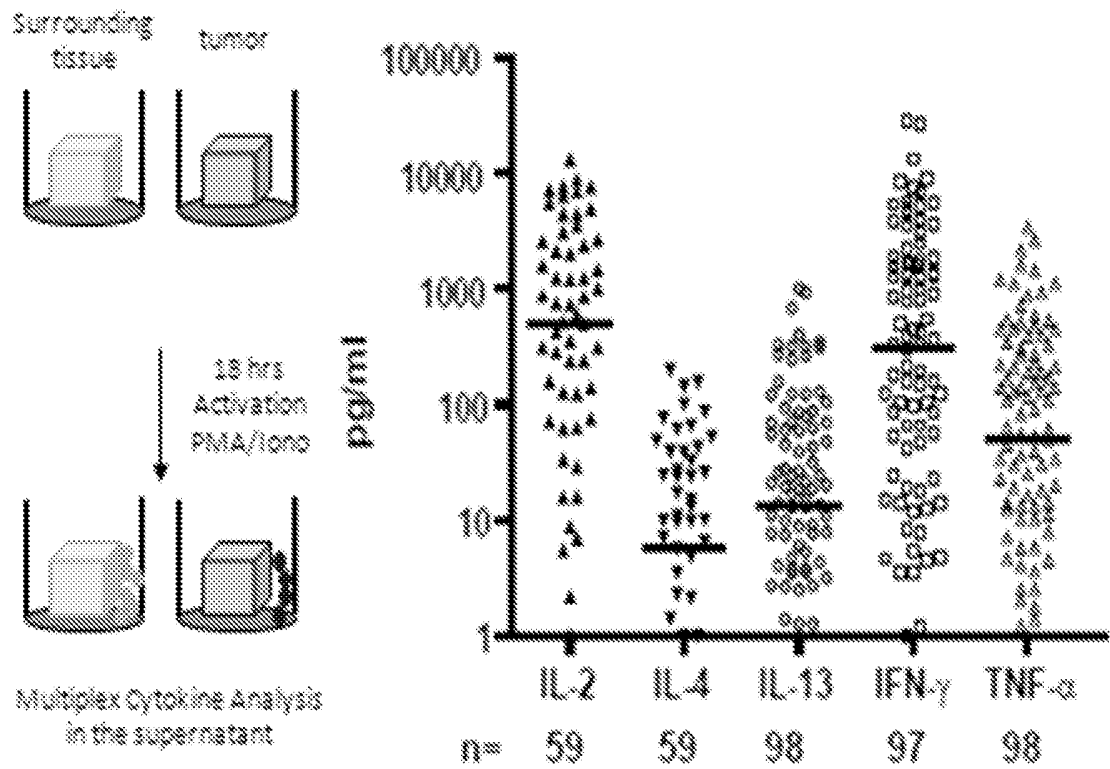 Surrounding
tissue
tumor
18 hrs
Activation
PMA/Iono
Multiplex Cytokine Analysis
in the supernatant
pg/ml
100000
10000
1000
100
10
1
IL-2 IL-4 IL-13 IFN-γ TNF-α
n= 59 59 98 97 98